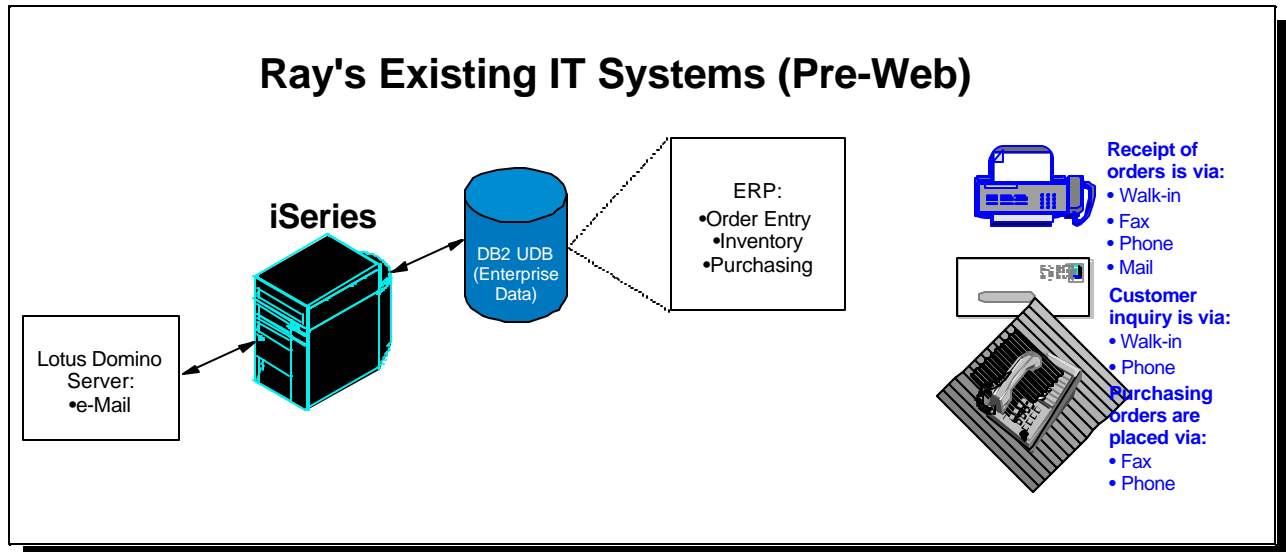 Ray's Existing IT Systems (Pre-Web)
iSeries
Lotus Domino
Server:
•e-Mail
DB2 UDB
(Enterprise
Data)
ERP:
•Order Entry
•Inventory
•Purchasing
Receipt of
orders is via:
• Walk-in
• Fax
• Phone
• Mail
Customer
inquiry is via:
• Walk-in
• Phone
Purchasing
orders are
placed via:
• Fax
• Phone